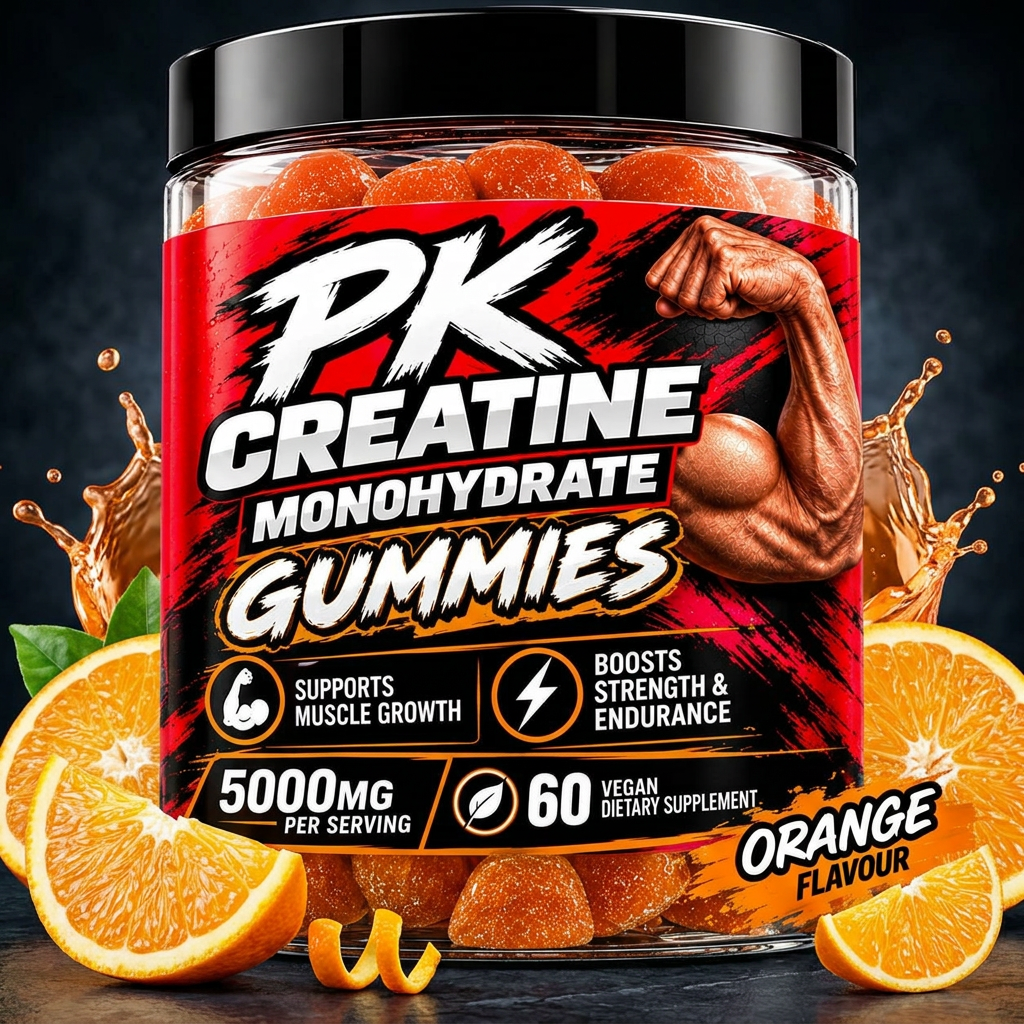 PK
CREATINE
MONOHYDRATE
GUMMIES
SUPPORTS
MUSCLE GROWTH
BOOSTS
STRENGTH &
ENDURANCE
5000MG
PER SERVING
60 VEGAN
DIETARY SUPPLEMENT
ORANGE
FLAVOUR